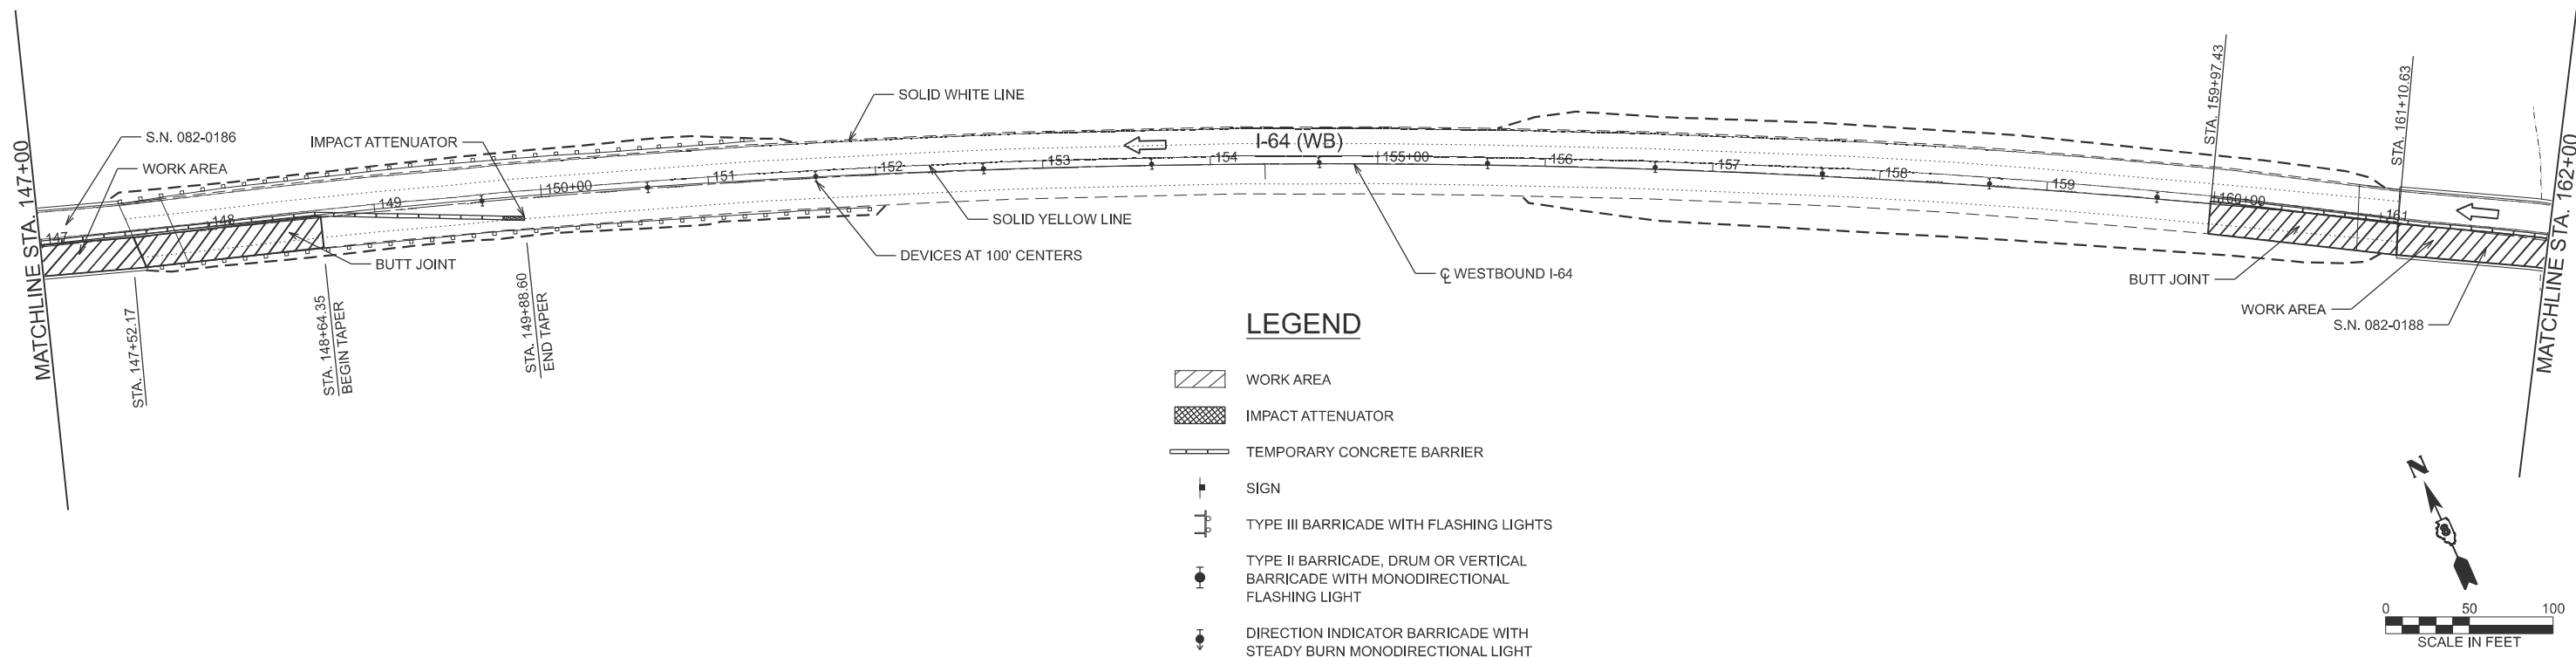 MATCHLINE STA. 147+00
S.N. 082-0186
WORK AREA
IMPACT ATTENUATOR
SOLID WHITE LINE
I-64 (WB)
STA. 159+97.43
STA. 161+10.63
MATCHLINE STA. 162+00
147
148
149
150+00
151
152
153
154
155+00
156
157
158
159
160+00
161
BUTT JOINT
SOLID YELLOW LINE
DEVICES AT 100' CENTERS
℄ WESTBOUND I-64
BUTT JOINT
WORK AREA
S.N. 082-0188
STA. 147+52.17
STA. 148+64.35
BEGIN TAPER
STA. 149+88.60
END TAPER
LEGEND
WORK AREA
IMPACT ATTENUATOR
TEMPORARY CONCRETE BARRIER
SIGN
TYPE III BARRICADE WITH FLASHING LIGHTS
TYPE II BARRICADE, DRUM OR VERTICAL
BARRICADE WITH MONODIRECTIONAL
FLASHING LIGHT
DIRECTION INDICATOR BARRICADE WITH
STEADY BURN MONODIRECTIONAL LIGHT
N
0 50 100
SCALE IN FEET